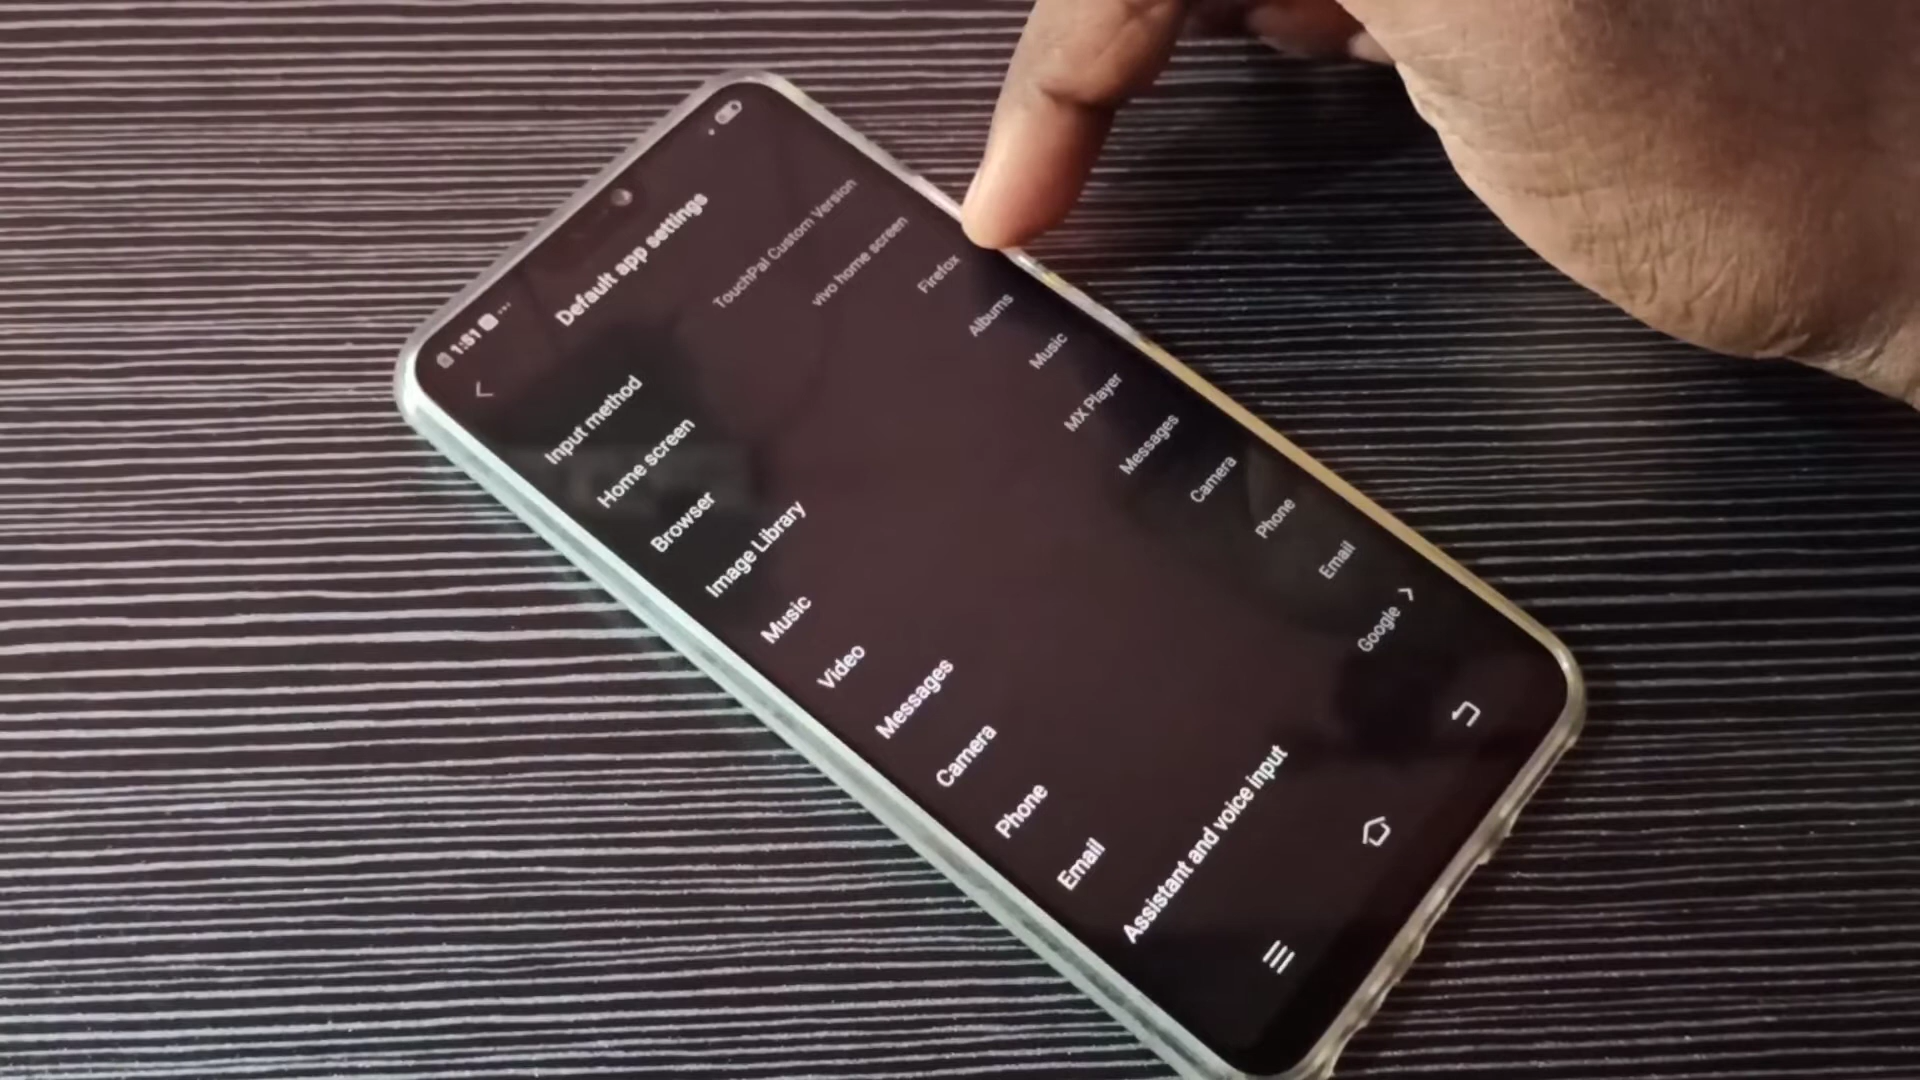 1:51
Default app settings
Input method TouchPal Custom Version
Home screen vivo home screen
Browser Firefox
Image Library Albums
Music Music
Video MX Player
Messages Messages
Camera Camera
Phone Phone
Email Email
Assistant and voice input Google